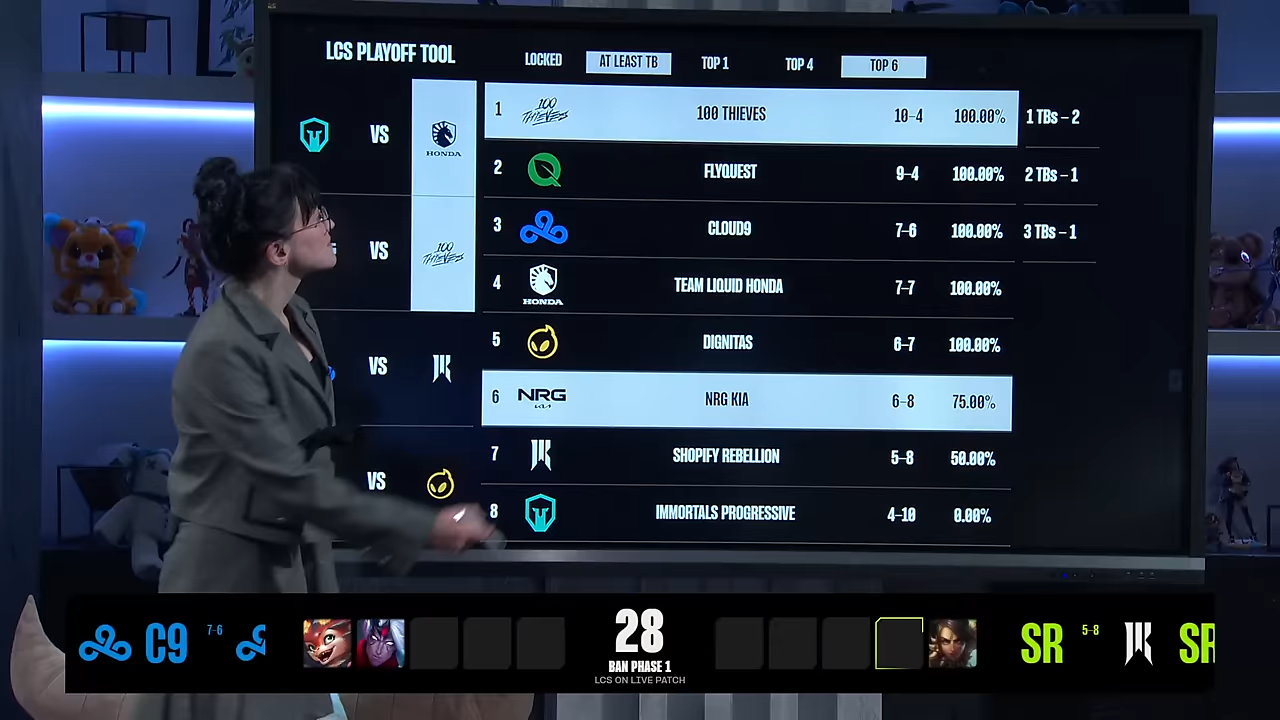 LCS PLAYOFF TOOL
LOCKED AT LEAST TB TOP 1 TOP 4 TOP 6
VS HONDA
VS 100 THIEVES
VS
VS
1 100 THIEVES 100 THIEVES 10-4 100.00% 1 TBs - 2
2 FLYQUEST 9-4 100.00% 2 TBs - 1
3 CLOUD9 7-6 100.00% 3 TBs - 1
4 HONDA TEAM LIQUID HONDA 7-7 100.00%
5 DIGNITAS 6-7 100.00%
6 NRG KIA NRG KIA 6-8 75.00%
7 SHOPIFY REBELLION 5-8 50.00%
8 IMMORTALS PROGRESSIVE 4-10 0.00%
C9 7-6
28
BAN PHASE 1
LCS ON LIVE PATCH
SR 5-8 SR